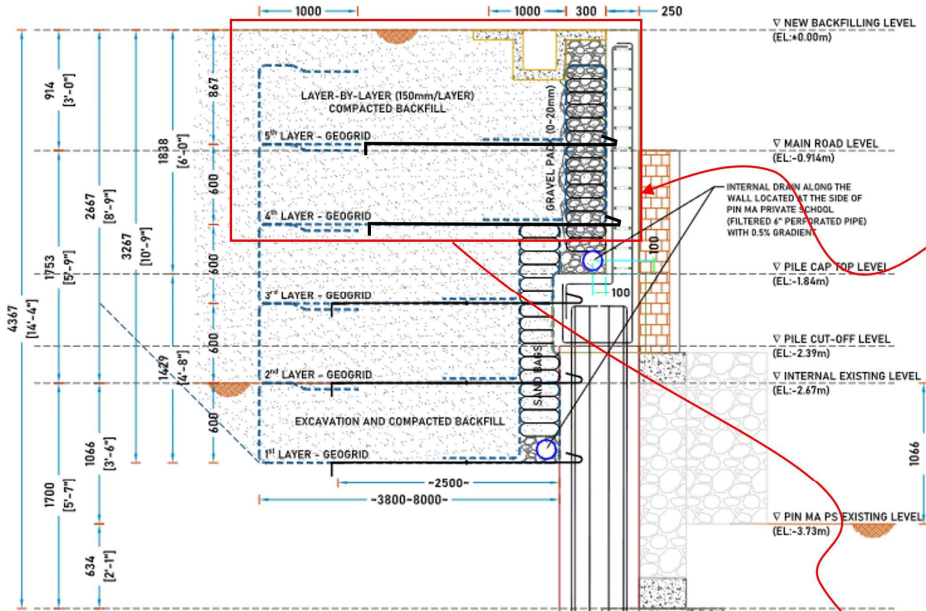 1000
1000
300
250
▽ NEW BACKFILLING LEVEL
(EL:±0.00m)
914
[3'-0"]
1838
[6'-0"]
867
LAYER-BY-LAYER (150mm/LAYER)
COMPACTED BACKFILL
GRAVEL PACK (0-20mm)
5th LAYER - GEOGRID
▽ MAIN ROAD LEVEL
(EL:-0.914m)
2667
[8'-9"]
600
INTERNAL DRAIN ALONG THE
WALL LOCATED AT THE SIDE OF
PIN MA PRIVATE SCHOOL
(FILTERED 6" PERFORATED PIPE)
WITH 0.5% GRADIENT
4th LAYER - GEOGRID
3267
[10'-9"]
1753
[5'-9"]
600
100
▽ PILE CAP TOP LEVEL
(EL:-1.84m)
100
4367
[14'-4"]
3rd LAYER - GEOGRID
1429
[4'-8"]
600
SAND BAGS
▽ PILE CUT-OFF LEVEL
(EL:-2.39m)
2nd LAYER - GEOGRID
▽ INTERNAL EXISTING LEVEL
(EL:-2.67m)
600
EXCAVATION AND COMPACTED BACKFILL
1066
[3'-6"]
1066
1st LAYER - GEOGRID
1700
[5'-7"]
~2500~
~3800-8000~
▽ PIN MA PS EXISTING LEVEL
(EL:-3.73m)
634
[2'-1"]